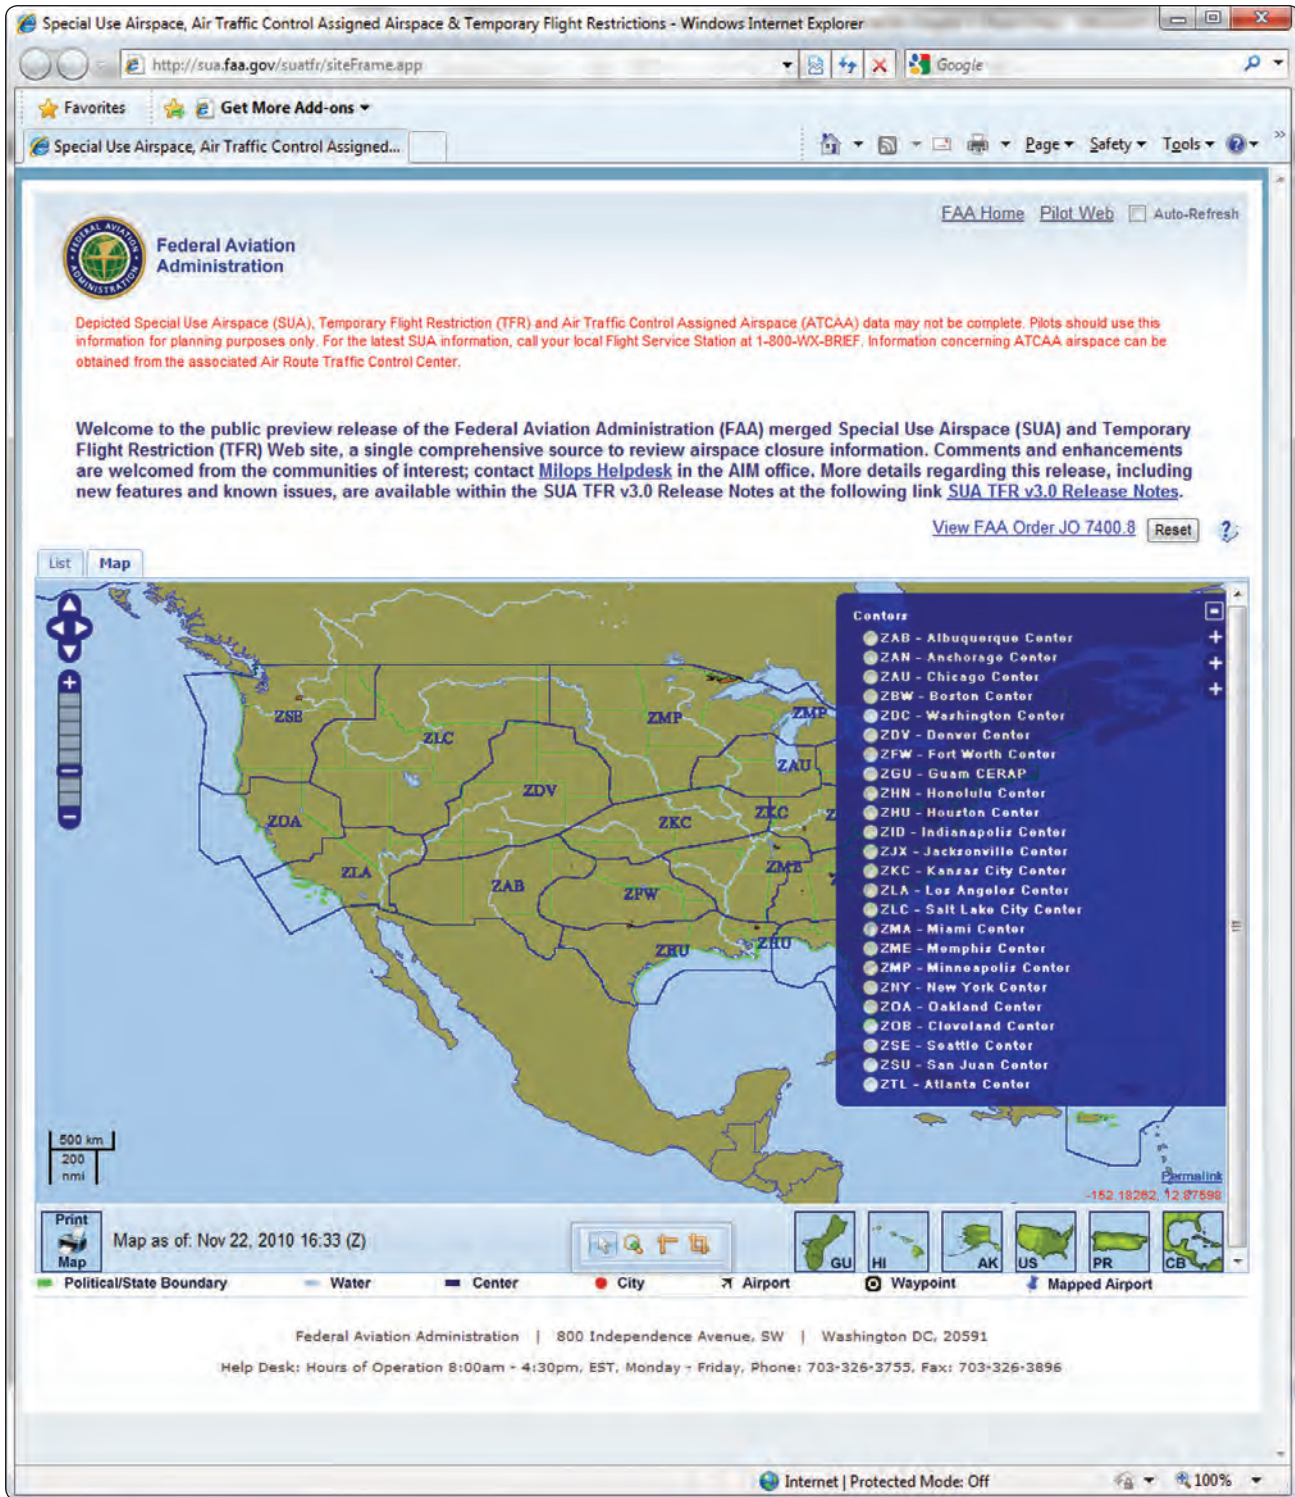 Special Use Airspace, Air Traffic Control Assigned Airspace & Temporary Flight Restrictions - Windows Internet Explorer
http://sua.faa.gov/suatfr/siteFrame.app
Google
Favorites
Get More Add-ons
Special Use Airspace, Air Traffic Control Assigned...
Page Safety Tools
FAA Home Pilot Web Auto-Refresh
Federal Aviation
Administration
FEDERAL AVIATION ADMINISTRATION
Depicted Special Use Airspace (SUA), Temporary Flight Restriction (TFR) and Air Traffic Control Assigned Airspace (ATCAA) data may not be complete. Pilots should use this
information for planning purposes only. For the latest SUA information, call your local Flight Service Station at 1-800-WX-BRIEF. Information concerning ATCAA airspace can be
obtained from the associated Air Route Traffic Control Center.
Welcome to the public preview release of the Federal Aviation Administration (FAA) merged Special Use Airspace (SUA) and Temporary
Flight Restriction (TFR) Web site, a single comprehensive source to review airspace closure information. Comments and enhancements
are welcomed from the communities of interest; contact Milops Helpdesk in the AIM office. More details regarding this release, including
new features and known issues, are available within the SUA TFR v3.0 Release Notes at the following link SUA TFR v3.0 Release Notes.
View FAA Order JO 7400.8 Reset
List Map
Centers
ZAB - Albuquerque Center
ZAN - Anchorage Center
ZAU - Chicago Center
ZBW - Boston Center
ZDC - Washington Center
ZDV - Denver Center
ZFW - Fort Worth Center
ZGU - Guam CERAP
ZHN - Honolulu Center
ZHU - Houston Center
ZID - Indianapolis Center
ZJX - Jacksonville Center
ZKC - Kansas City Center
ZLA - Los Angeles Center
ZLC - Salt Lake City Center
ZMA - Miami Center
ZME - Memphis Center
ZMP - Minneapolis Center
ZNY - New York Center
ZOA - Oakland Center
ZOB - Cleveland Center
ZSE - Seattle Center
ZSU - San Juan Center
ZTL - Atlanta Center
ZSE
ZMP
ZMP
ZLC
ZAU
ZDV
ZOA
ZKC
ZKC
ZLA
ZAB
ZFW
ZME
ZHU
ZHU
500 km
200
nmi
Permalink
-152.18262, 12.87598
Print
Map
Map as of: Nov 22, 2010 16:33 (Z)
GU HI AK US PR CB
Political/State Boundary Water Center City Airport Waypoint Mapped Airport
Federal Aviation Administration | 800 Independence Avenue, SW | Washington DC, 20591
Help Desk: Hours of Operation 8:00am - 4:30pm, EST, Monday - Friday, Phone: 703-326-3755, Fax: 703-326-3896
Internet | Protected Mode: Off
100%